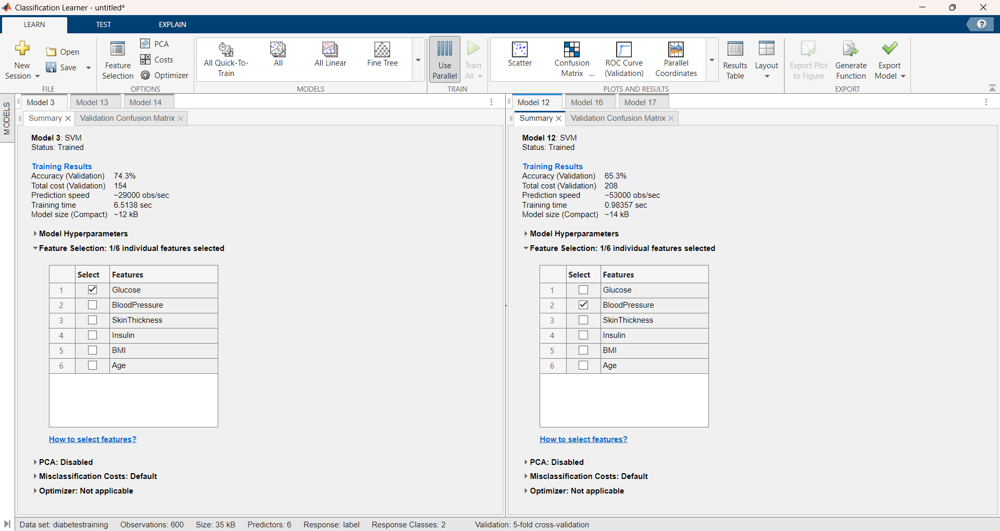 Classification Learner - untitled*
LEARN TEST EXPLAIN
?
New Session
Open
Save
FILE
Feature Selection
PCA
Costs
Optimizer
OPTIONS
All Quick-To-Train
All
All Linear
Fine Tree
MODELS
Use Parallel
Train All
TRAIN
Scatter
Confusion Matrix ...
ROC Curve (Validation)
Parallel Coordinates
PLOTS AND RESULTS
Results Table
Layout
Export Plot to Figure
Generate Function
Export Model
EXPORT
MODELS
Model 3 Model 13 Model 14
Summary Validation Confusion Matrix
Model 3: SVM
Status: Trained
Training Results
Accuracy (Validation) 74.3%
Total cost (Validation) 154
Prediction speed ~29000 obs/sec
Training time 6.5138 sec
Model size (Compact) ~12 kB
Model Hyperparameters
Feature Selection: 1/6 individual features selected
Select Features
1 Glucose
2 BloodPressure
3 SkinThickness
4 Insulin
5 BMI
6 Age
How to select features?
PCA: Disabled
Misclassification Costs: Default
Optimizer: Not applicable
Model 12 Model 16 Model 17
Summary Validation Confusion Matrix
Model 12: SVM
Status: Trained
Training Results
Accuracy (Validation) 65.3%
Total cost (Validation) 208
Prediction speed ~53000 obs/sec
Training time 0.98357 sec
Model size (Compact) ~14 kB
Model Hyperparameters
Feature Selection: 1/6 individual features selected
Select Features
1 Glucose
2 BloodPressure
3 SkinThickness
4 Insulin
5 BMI
6 Age
How to select features?
PCA: Disabled
Misclassification Costs: Default
Optimizer: Not applicable
Data set: diabetestraining Observations: 600 Size: 35 kB Predictors: 6 Response: label Response Classes: 2 Validation: 5-fold cross-validation